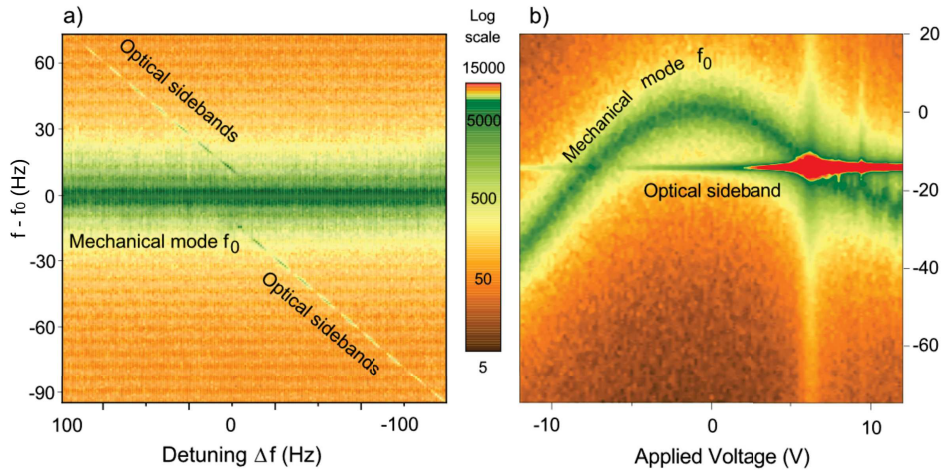 a)
Optical sidebands
Mechanical mode f0
Optical sidebands
60
30
0
-30
-60
-90
f - f0 (Hz)
100
0
-100
Detuning Δf (Hz)
Log
scale
15000
5000
500
50
5
b)
Mechanical mode f0
Optical sideband
20
0
-20
-40
-60
-10
0
10
Applied Voltage (V)